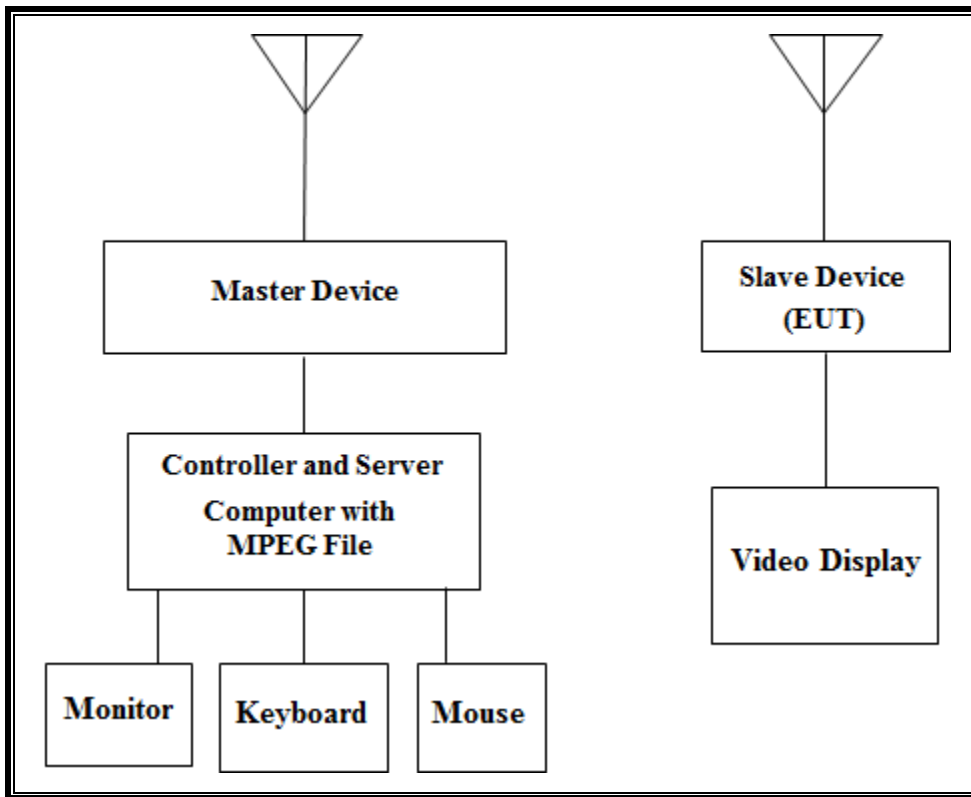 Master Device
Slave Device
(EUT)
Controller and Server
Computer with
MPEG File
Video Display
Monitor
Keyboard
Mouse